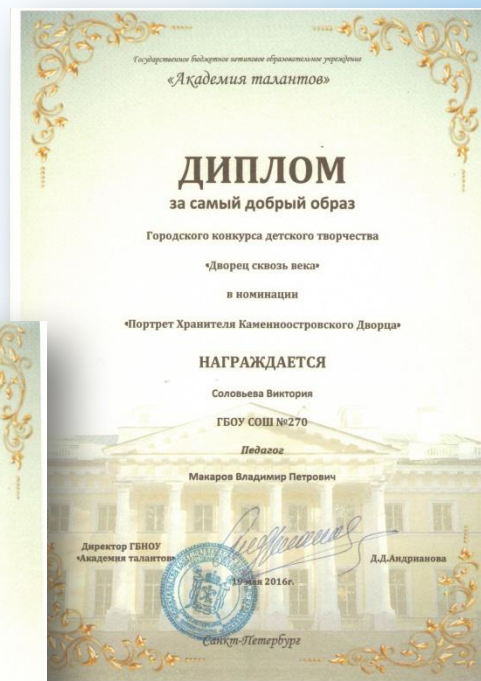 Государственное бюджетное нетиповое образовательное учреждение
«Академия талантов»
ДИПЛОМ
за самый добрый образ
Городского конкурса детского творчества
«Дворец сквозь века»
в номинации
«Портрет Хранителя Каменноостровского Дворца»
НАГРАЖДАЕТСЯ
Соловьева Виктория
ГБОУ СОШ №270
Педагог
Макаров Владимир Петрович
Директор ГБНОУ
«Академия талантов»
Д.Д.Андрианова
19 мая 2016г.
Санкт-Петербург